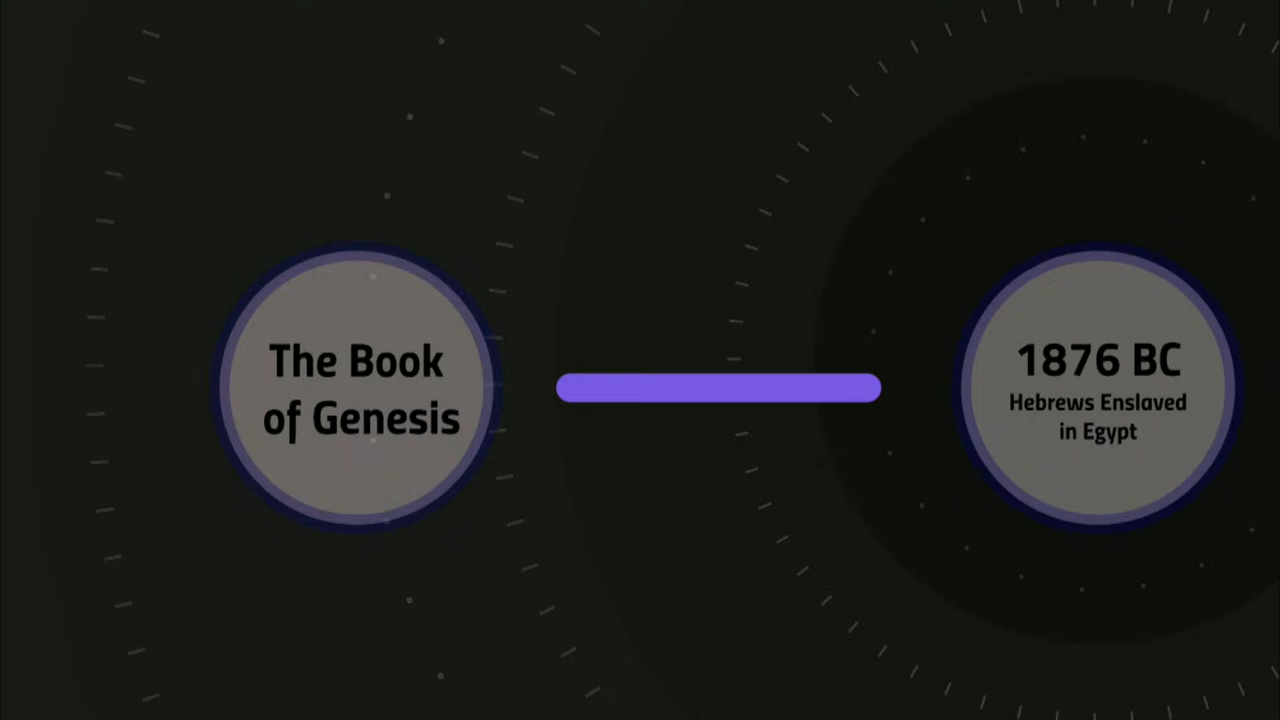 The Book
of Genesis
1876 BC
Hebrews Enslaved
in Egypt